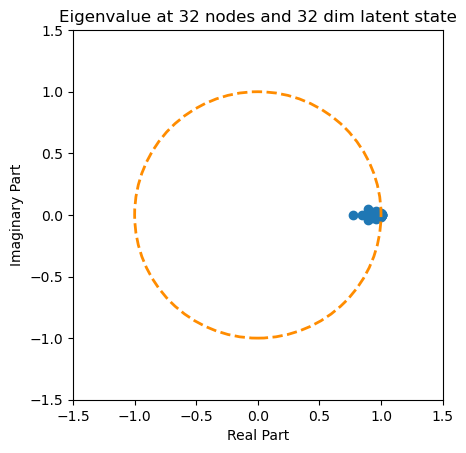 Eigenvalue at 32 nodes and 32 dim latent state
1.5
1.0
0.5
0.0
−0.5
−1.0
−1.5
Imaginary Part
−1.5 −1.0 −0.5 0.0 0.5 1.0 1.5
Real Part